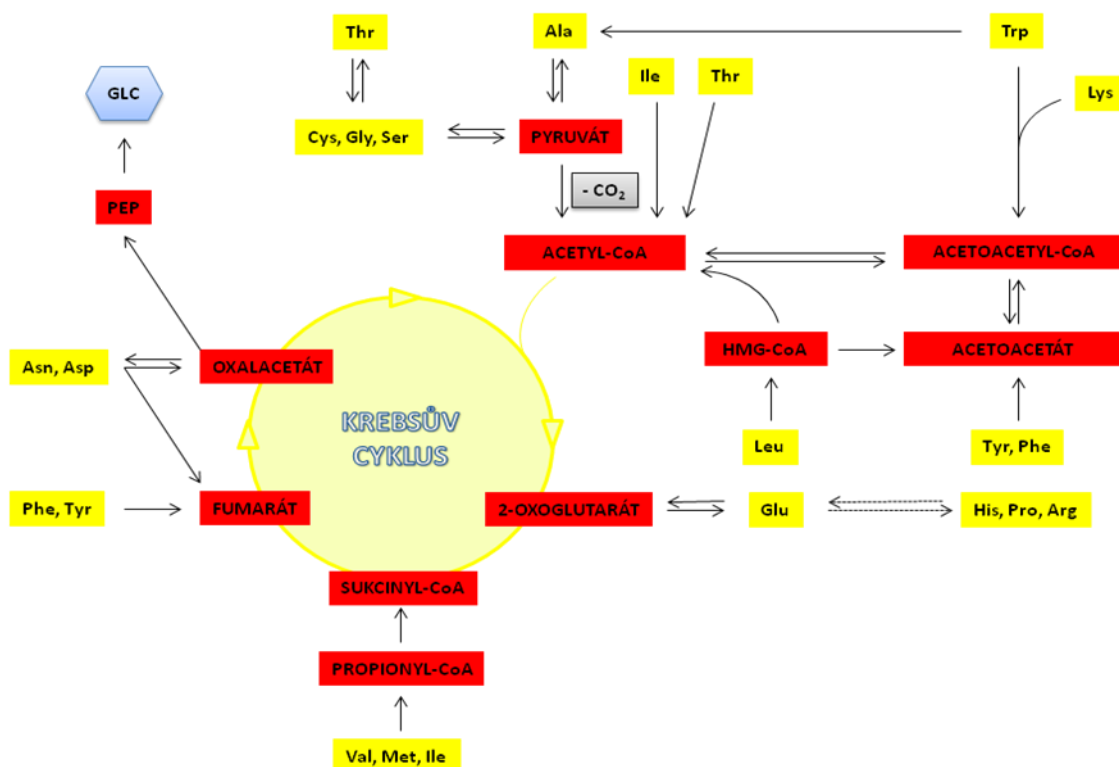 Thr
Ala
Trp
Ile
Thr
GLC
Lys
Cys, Gly, Ser
PYRUVÁT
- CO₂
PEP
ACETYL-CoA
ACETOACETYL-CoA
HMG-CoA
ACETOACETÁT
Asn, Asp
OXALACETÁT
KREBSŮV
CYKLUS
Leu
Tyr, Phe
Phe, Tyr
FUMARÁT
2-OXOGLUTARÁT
Glu
His, Pro, Arg
SUKCINYL-CoA
PROPIONYL-CoA
Val, Met, Ile